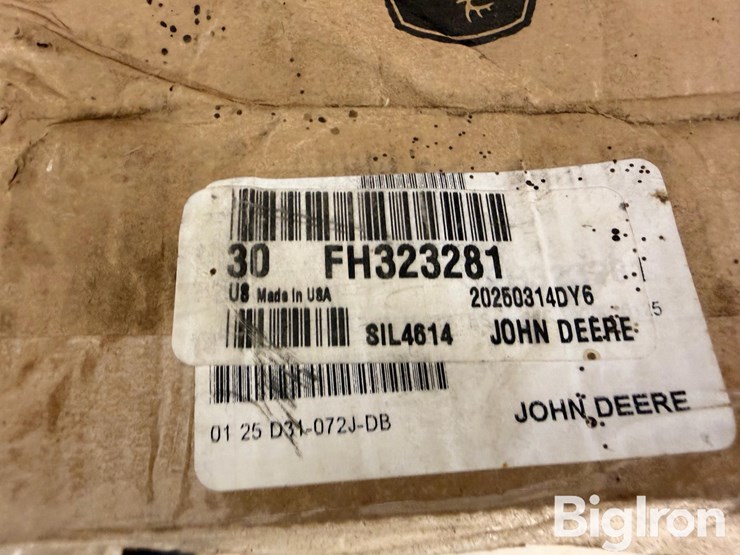 30 FH323281
US Made in USA 20250314DY6
5
SIL4614 JOHN DEERE
01 25 D31-072J-DB JOHN DEERE
BigIron